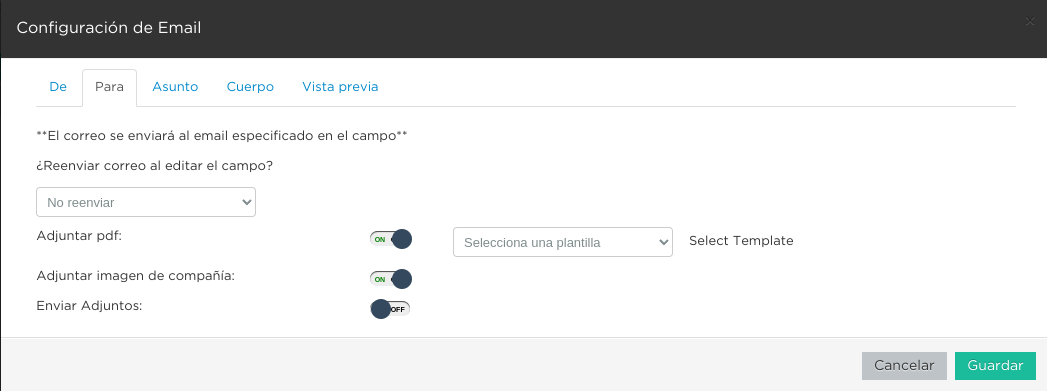 Configuración de Email
×
De Para Asunto Cuerpo Vista previa
**El correo se enviará al email especificado en el campo**
¿Reenviar correo al editar el campo?
No reenviar
Adjuntar pdf: ON Selecciona una plantilla Select Template
Adjuntar imagen de compañía: ON
Enviar Adjuntos: OFF
Cancelar Guardar